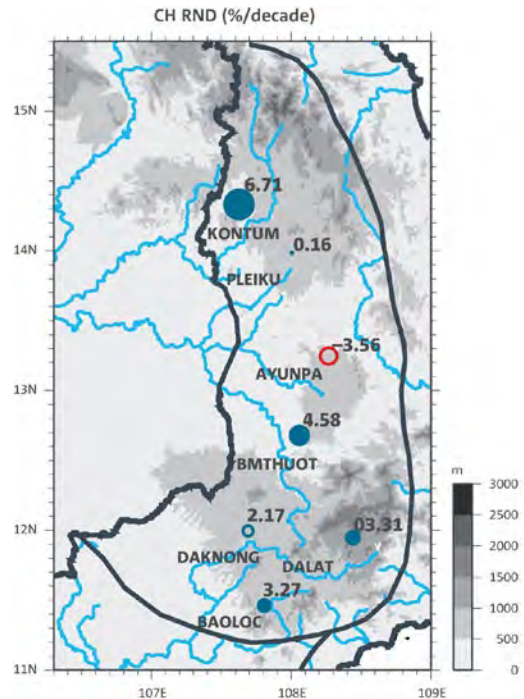 CH RND (%/decade)
15N
6.71
KONTUM
14N
0.16
PLEIKU
−3.56
AYUNPA
13N
4.58
BMTHUOT
m
3000
2.17
03.31
2500
12N
2000
DAKNONG
DALAT
1500
3.27
1000
BAOLOC
500
11N
0
107E
108E
109E